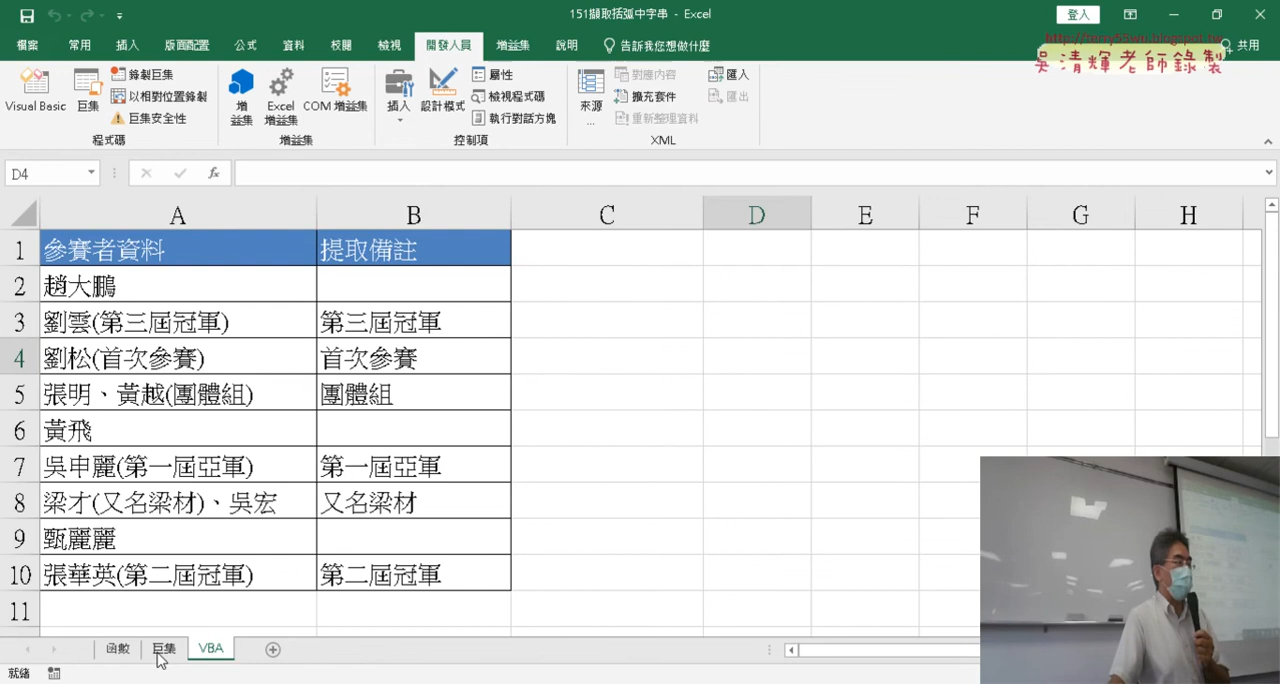 151擷取括弧中字串 - Excel
登入
檔案 常用 插入 版面配置 公式 資料 校閱 檢視 開發人員 增益集 說明 告訴我您想做什麼 共用
http://terry55wu.blogspot.tw
吳清輝老師錄製
Visual Basic 巨集 錄製巨集 以相對位置錄製 巨集安全性
程式碼
增益集 Excel 增益集 COM 增益集
增益集
插入 設計模式 屬性 檢視程式碼 執行對話方塊
控制項
來源... 對應內容 擴充套件 重新整理資料 匯入 匯出
XML
D4 fx
A B C D E F G H
1 參賽者資料 提取備註
2 趙大鵬
3 劉雲(第三屆冠軍) 第三屆冠軍
4 劉松(首次參賽) 首次參賽
5 張明、黃越(團體組) 團體組
6 黃飛
7 吳申麗(第一屆亞軍) 第一屆亞軍
8 梁才(又名梁材)、吳宏 又名梁材
9 甄麗麗
10 張華英(第二屆冠軍) 第二屆冠軍
11
函數 巨集 VBA
就緒